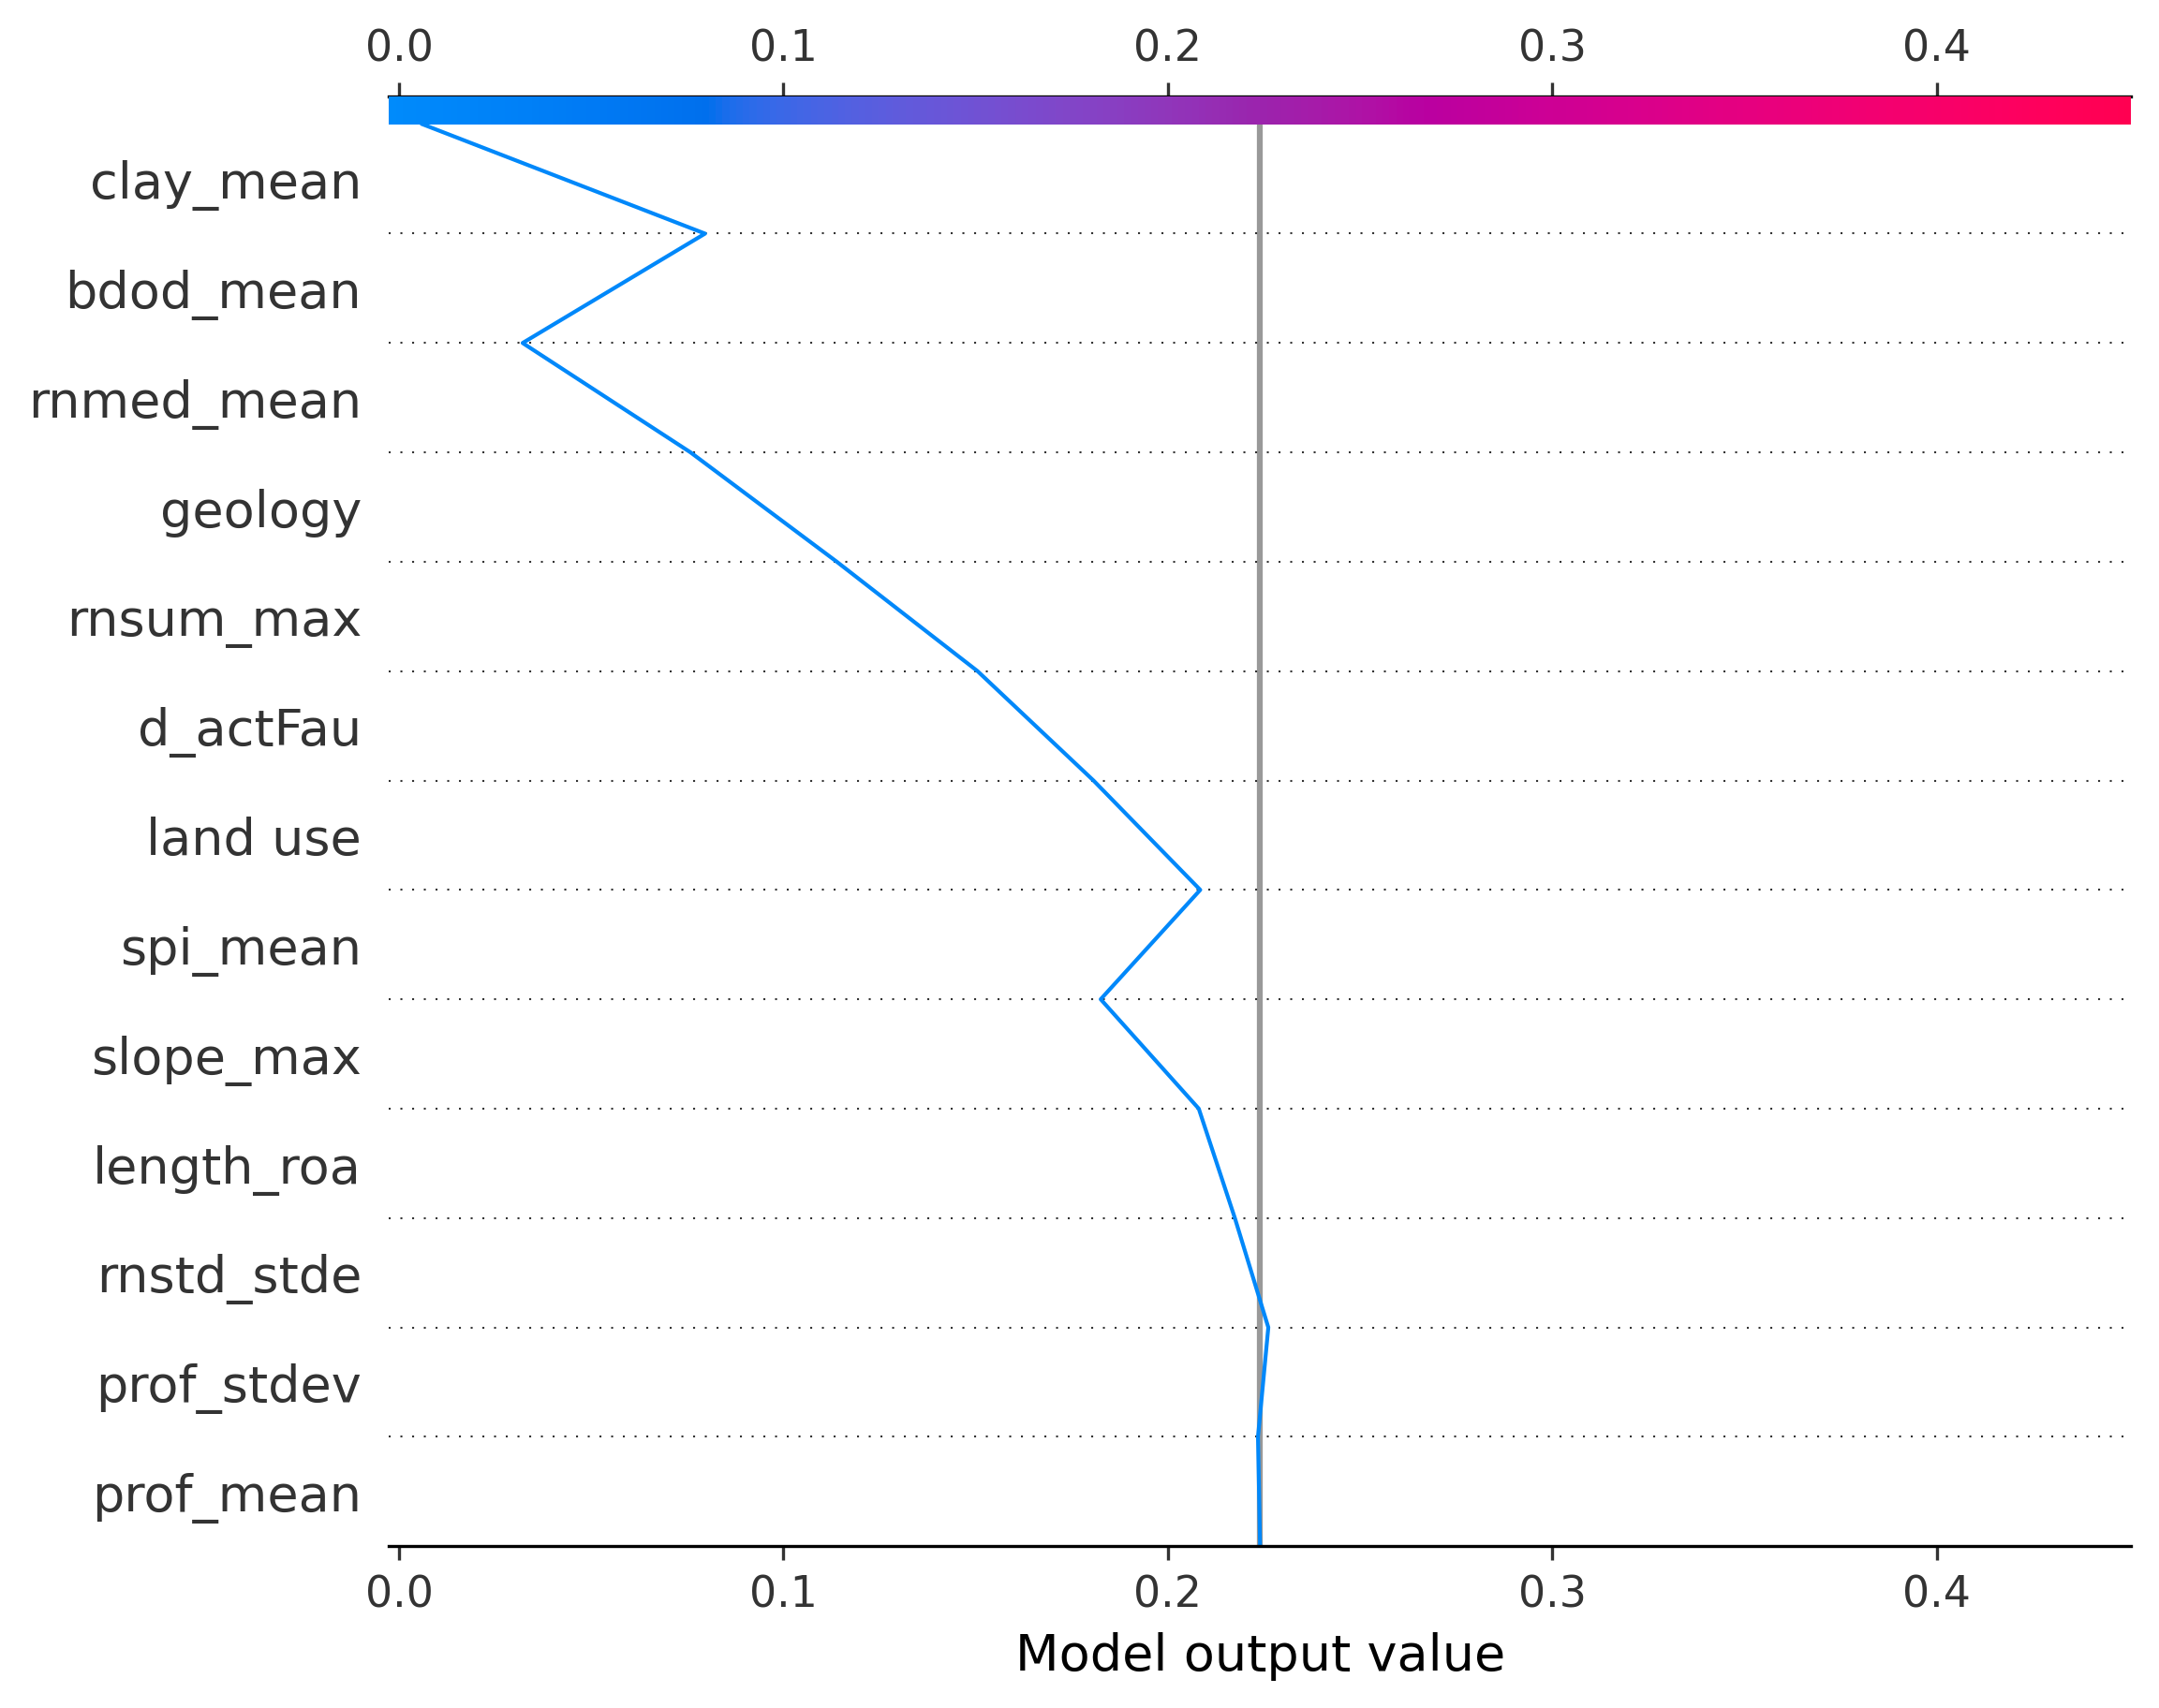 0.0 0.1 0.2 0.3 0.4
clay_mean
bdod_mean
rnmed_mean
geology
rnsum_max
d_actFau
land use
spi_mean
slope_max
length_roa
rnstd_stde
prof_stdev
prof_mean
0.0 0.1 0.2 0.3 0.4
Model output value